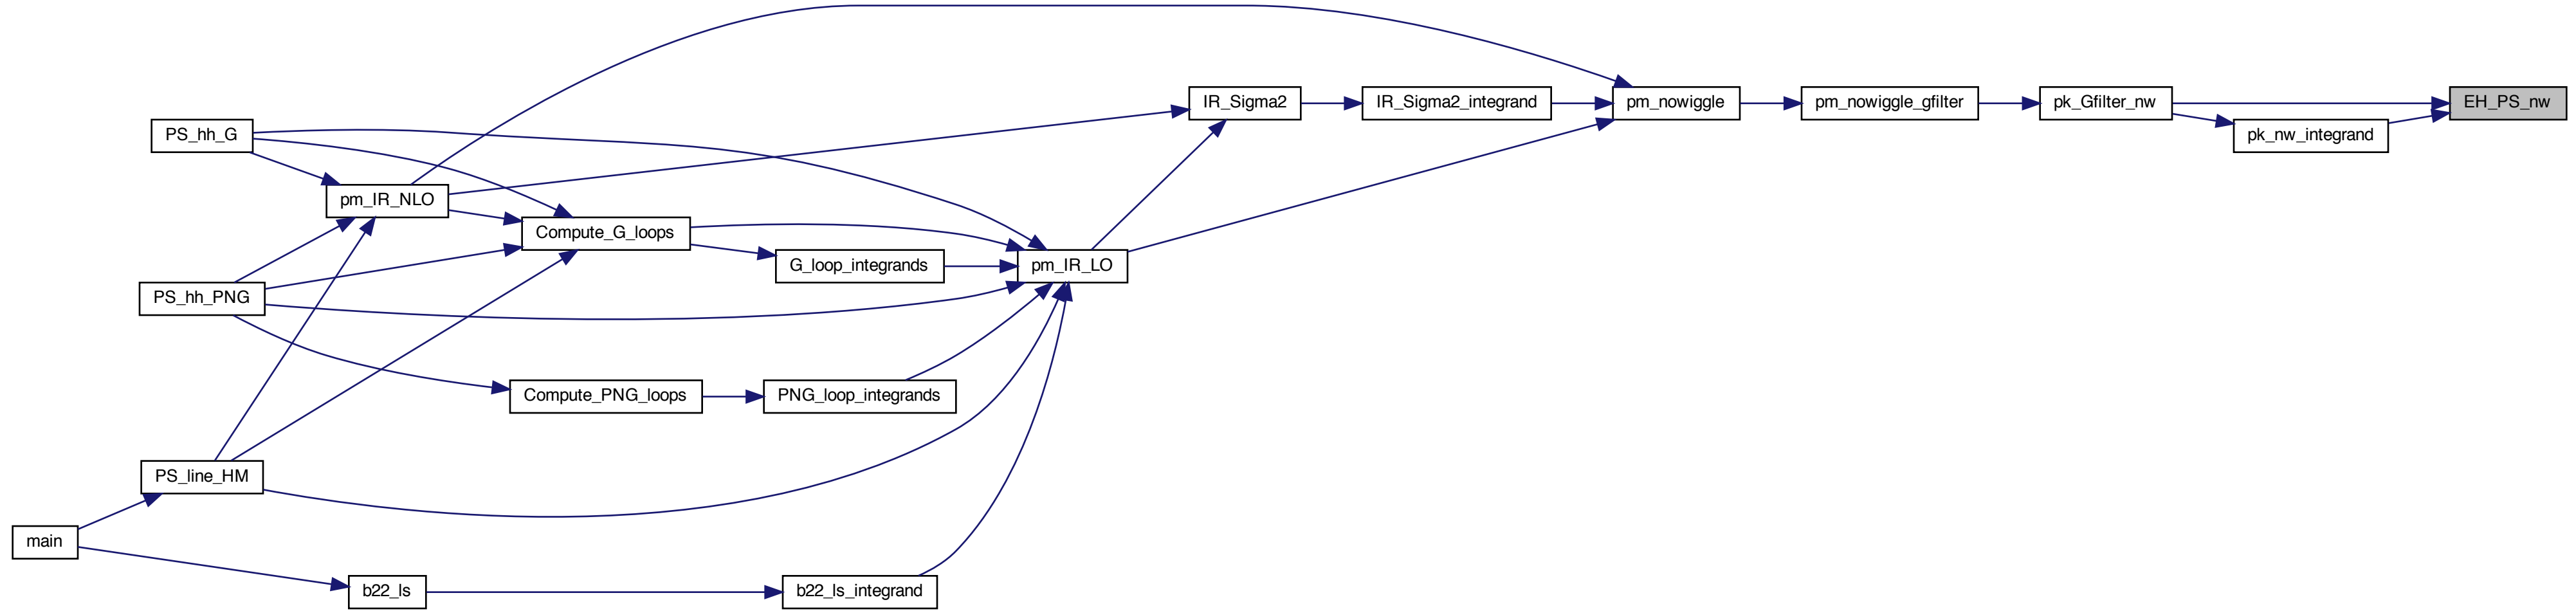 IR_Sigma2
IR_Sigma2_integrand
pm_nowiggle
pm_nowiggle_gfilter
pk_Gfilter_nw
EH_PS_nw
PS_hh_G
pk_nw_integrand
pm_IR_NLO
Compute_G_loops
G_loop_integrands
pm_IR_LO
PS_hh_PNG
Compute_PNG_loops
PNG_loop_integrands
PS_line_HM
main
b22_ls
b22_ls_integrand